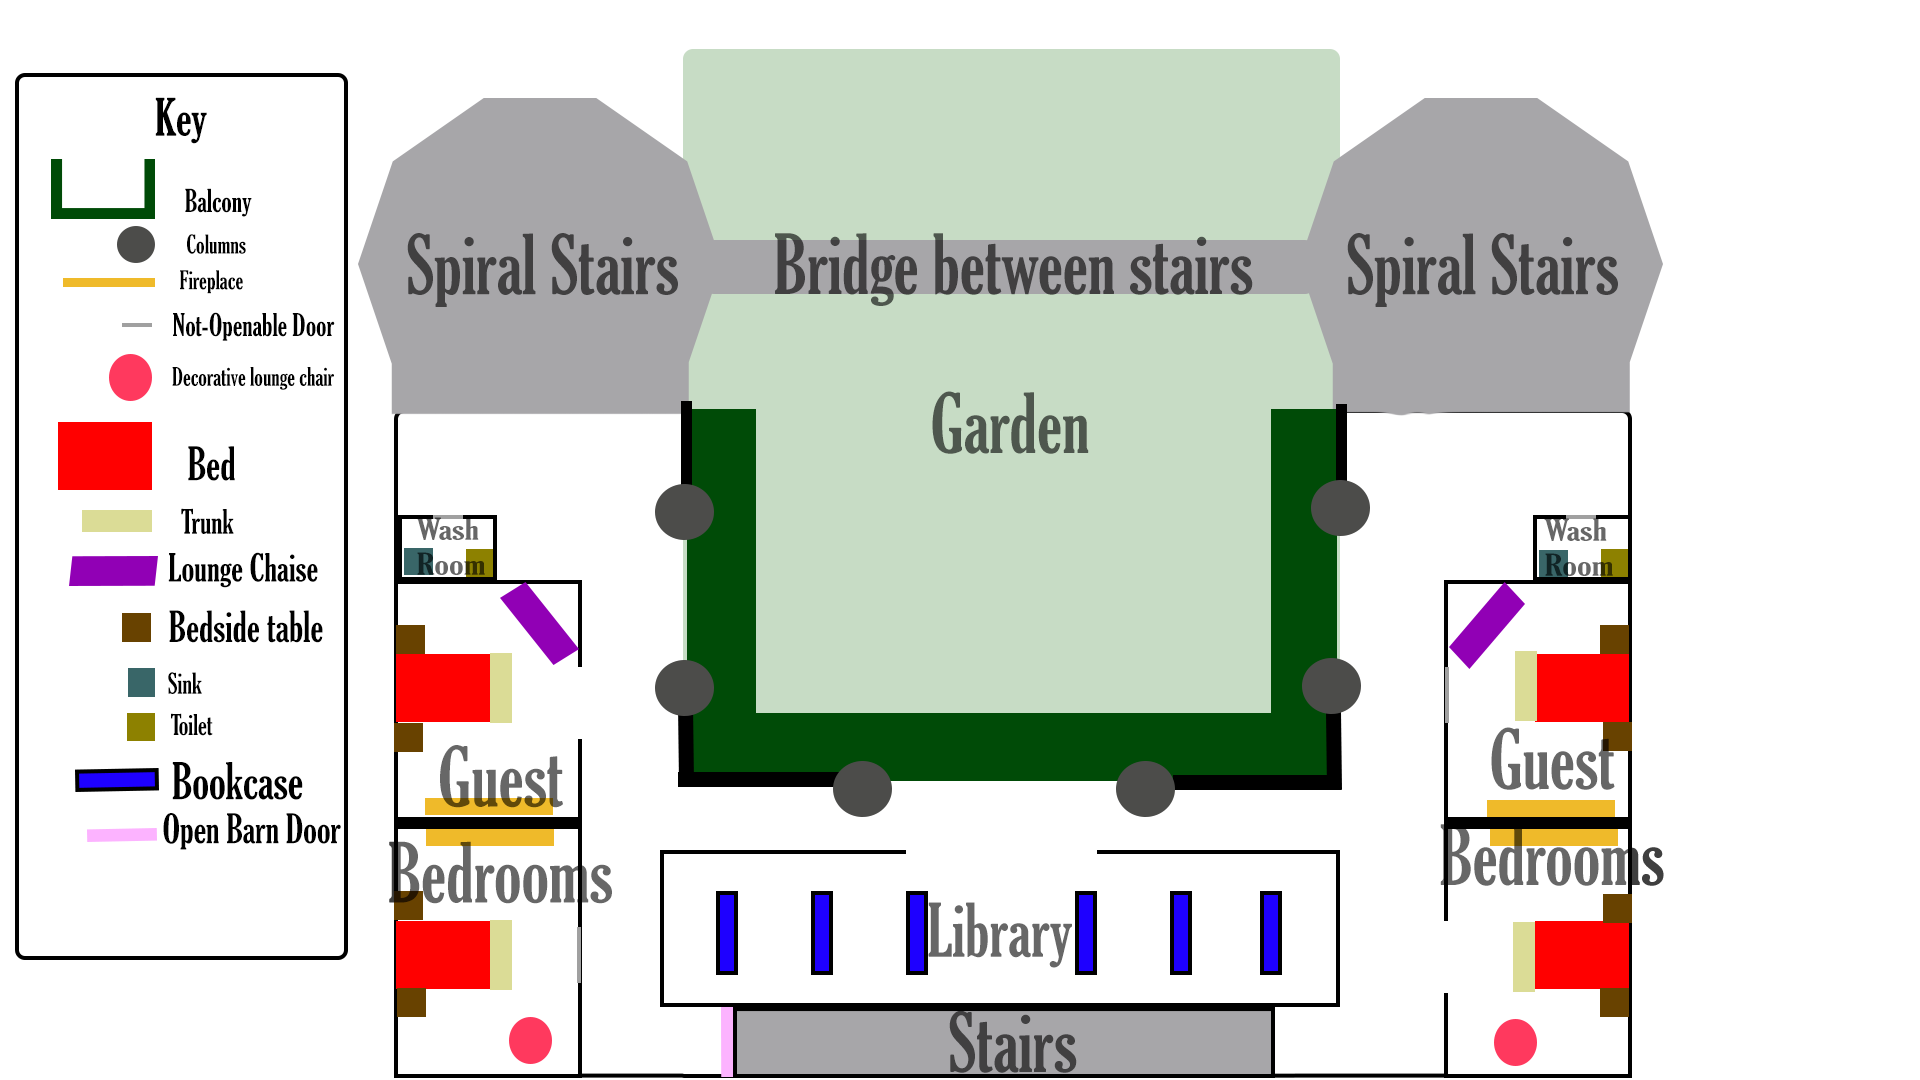 Key
Balcony
Columns
Fireplace
Not-Openable Door
Decorative lounge chair
Bed
Trunk
Lounge Chaise
Bedside table
Sink
Toilet
Bookcase
Open Barn Door
Spiral Stairs
Bridge between stairs
Spiral Stairs
Garden
Wash
Room
Wash
Room
Guest
Bedrooms
Guest
Bedrooms
Library
Stairs